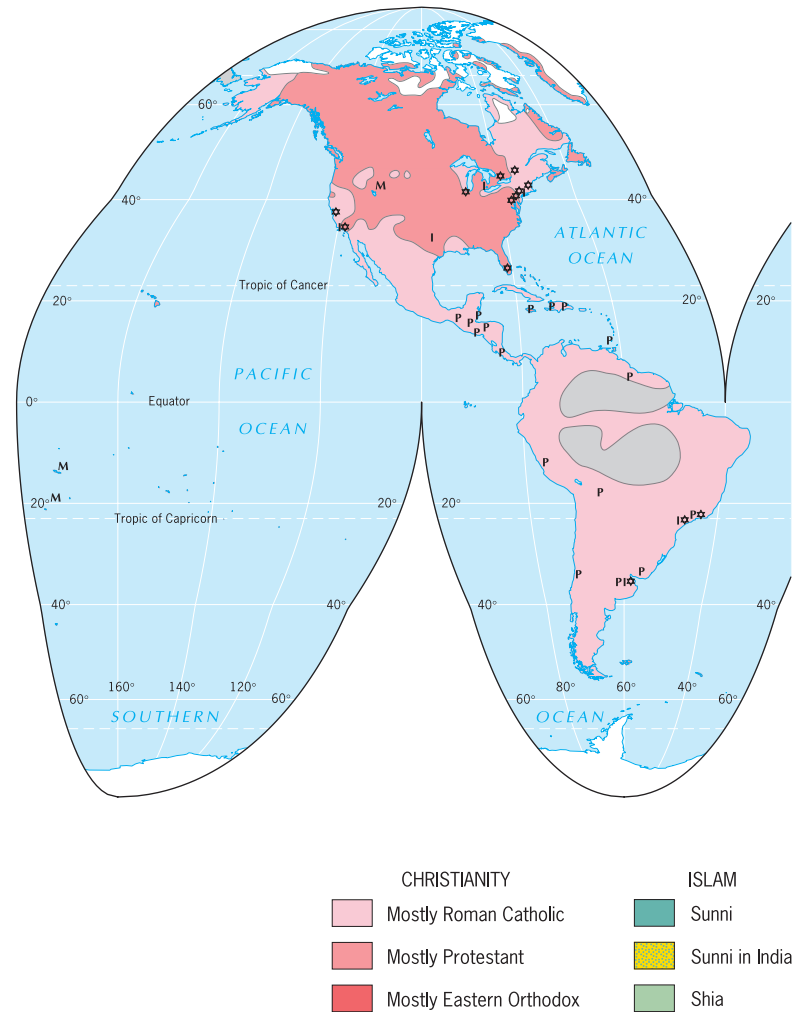 60°
40°
M
I
40°
ATLANTIC
OCEAN
I
I
Tropic of Cancer
20°
20°
20°
P
P
P
P
P
P
P
P
P
P
P
PACIFIC
P
0°
Equator
OCEAN
M
P
M
P
20°
Tropic of Capricorn
20°
20°
I P
P
P
P I
40°
40°
40°
40°
160°
140°
120°
60°
60°
60°
80°
60°
40°
60°
SOUTHERN
OCEAN
CHRISTIANITY
Mostly Roman Catholic
Mostly Protestant
Mostly Eastern Orthodox
ISLAM
Sunni
Sunni in India
Shia